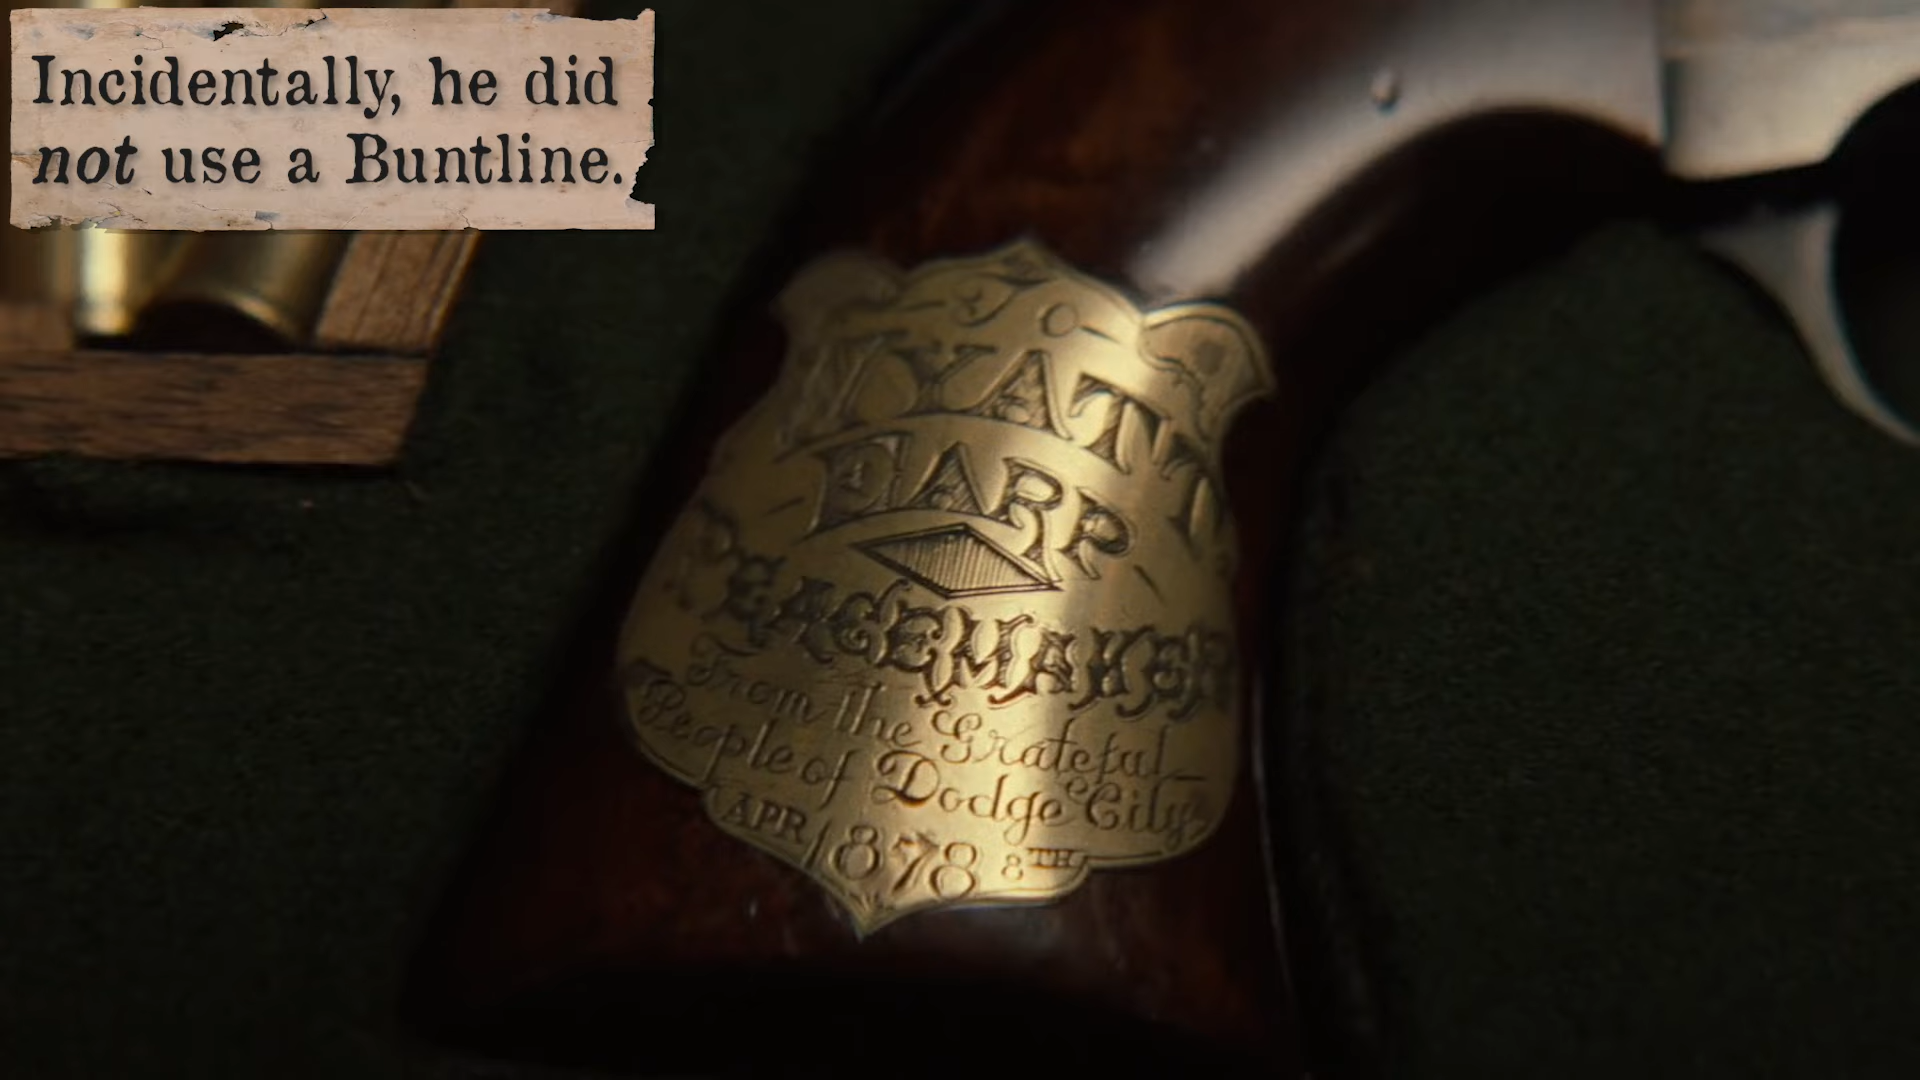 Incidentally, he did
not use a Buntline.
To
WYATT
EARP
PEACEMAKER
From the Grateful
People of Dodge City
APR 1878 8TH